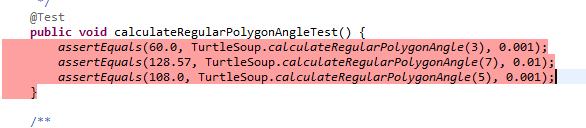 */
@Test
public void calculateRegularPolygonAngleTest() {
assertEquals(60.0, TurtleSoup.calculateRegularPolygonAngle(3), 0.001);
assertEquals(128.57, TurtleSoup.calculateRegularPolygonAngle(7), 0.01);
assertEquals(108.0, TurtleSoup.calculateRegularPolygonAngle(5), 0.001);
}
/**